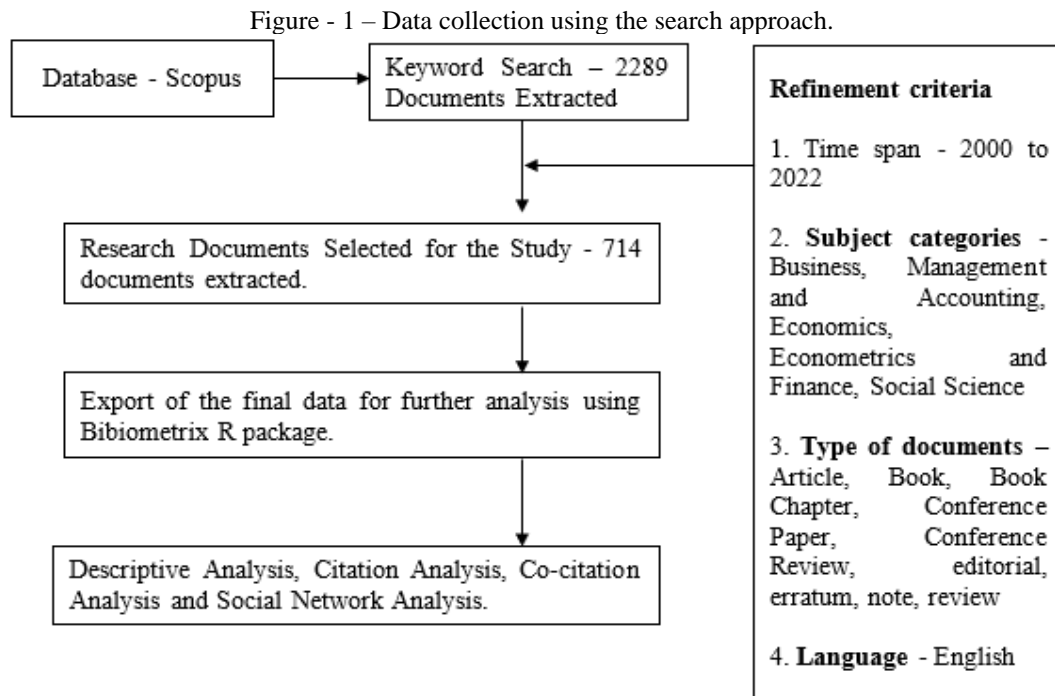 Figure - 1 – Data collection using the search approach.
Database - Scopus
Keyword Search – 2289
Documents Extracted
Research Documents Selected for the Study - 714
documents extracted.
Export of the final data for further analysis using
Bibiometrix R package.
Descriptive Analysis, Citation Analysis, Co-citation
Analysis and Social Network Analysis.
Refinement criteria
1. Time span - 2000 to
2022
2. Subject categories -
Business, Management
and Accounting,
Economics,
Econometrics and
Finance, Social Science
3. Type of documents –
Article, Book, Book
Chapter, Conference
Paper, Conference
Review, editorial,
erratum, note, review
4. Language - English